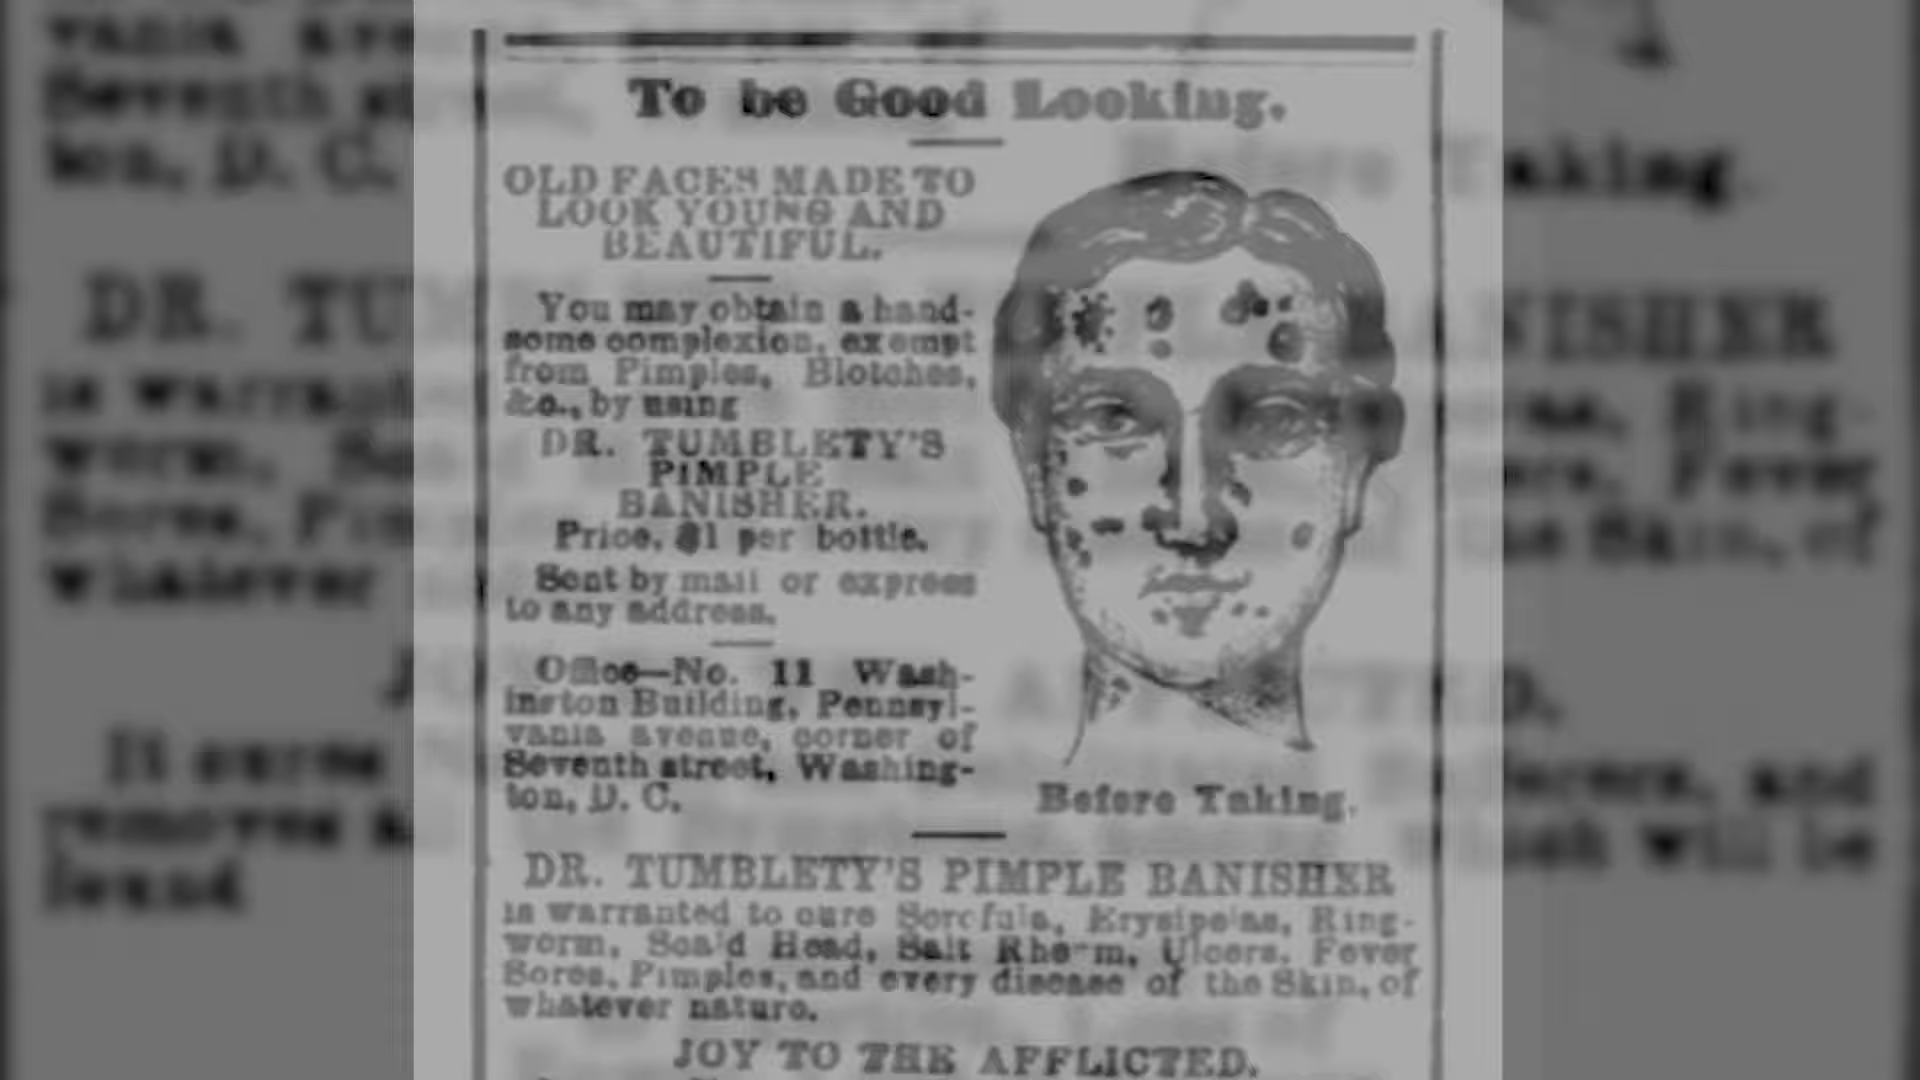 To be Good Looking.
OLD FACES MADE TO
LOOK YOUNG AND
BEAUTIFUL.
You may obtain a hand-
some complexion, exempt
from Pimples, Blotches,
&c., by using
DR. TUMBLETY'S
PIMPLE
BANISHER.
Price, $1 per bottle.
Sent by mail or express
to any address.
Office—No. 11 Wash-
ington Building, Pennsyl-
vania avenue, corner of
Seventh street, Washing-
ton, D. C.
Before Taking.
DR. TUMBLETY'S PIMPLE BANISHER
is warranted to cure Scrofula, Erysipelas, Ring-
worm, Scald Head, Salt Rheum, Ulcers, Fever
Sores, Pimples, and every disease of the Skin, of
whatever nature.
JOY TO THE AFFLICTED.